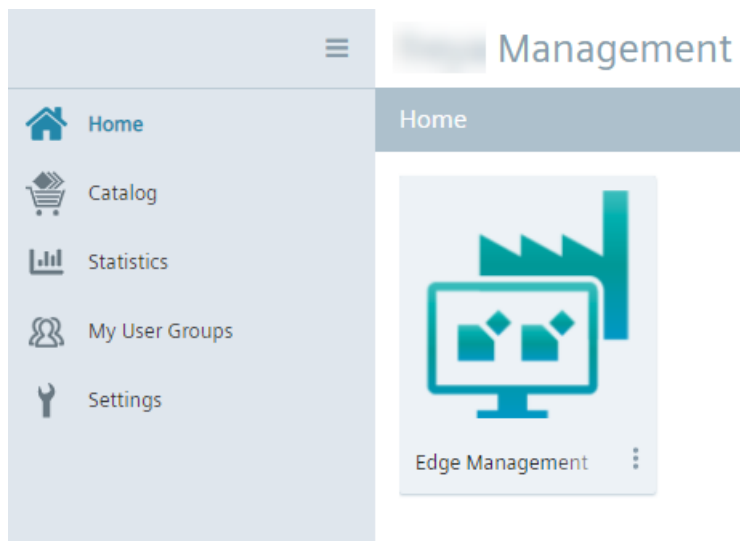 Management
Home
Home
Catalog
Statistics
My User Groups
Settings
Edge Management